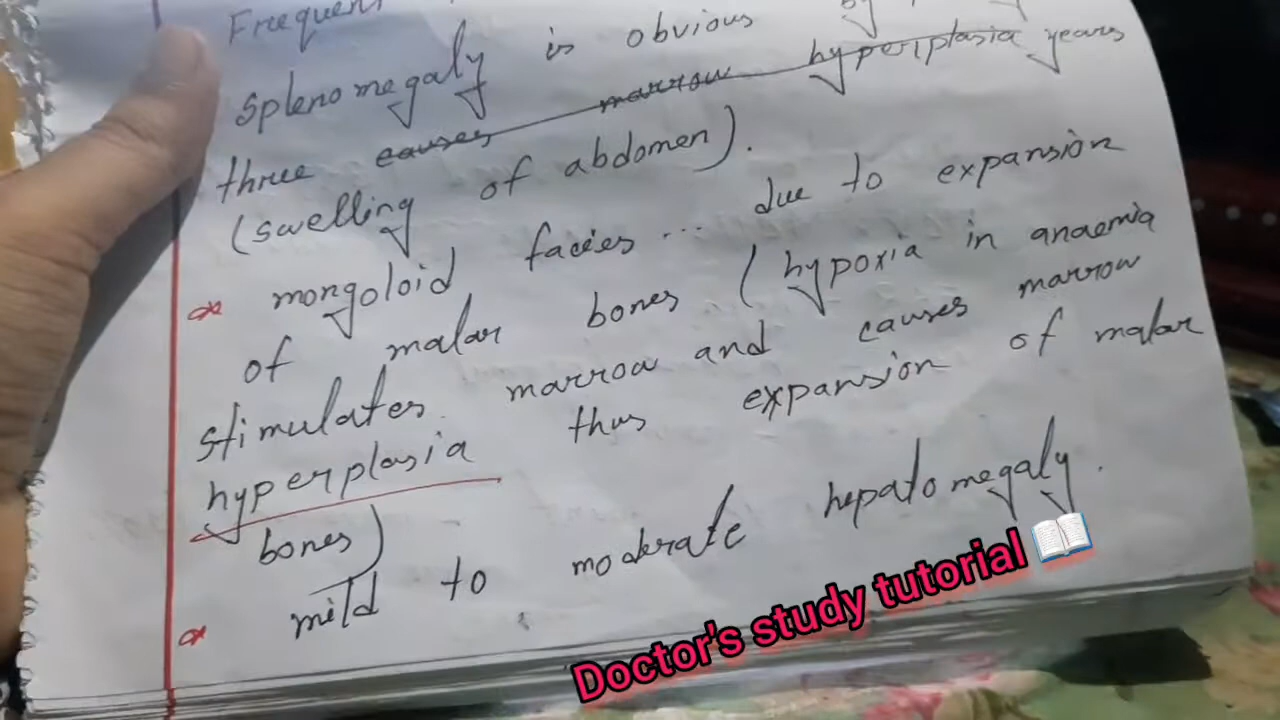 Frequent
splenomegaly is obvious by
three causes marrow hyperplasia years
(swelling of abdomen).
* mongoloid facies ... due to expansion
of malar bones (hypoxia in anaemia
stimulates marrow and causes marrow
hyperplasia thus expansion of malar
bones)
* mild to moderate hepatomegaly.
Doctor's study tutorial 📖